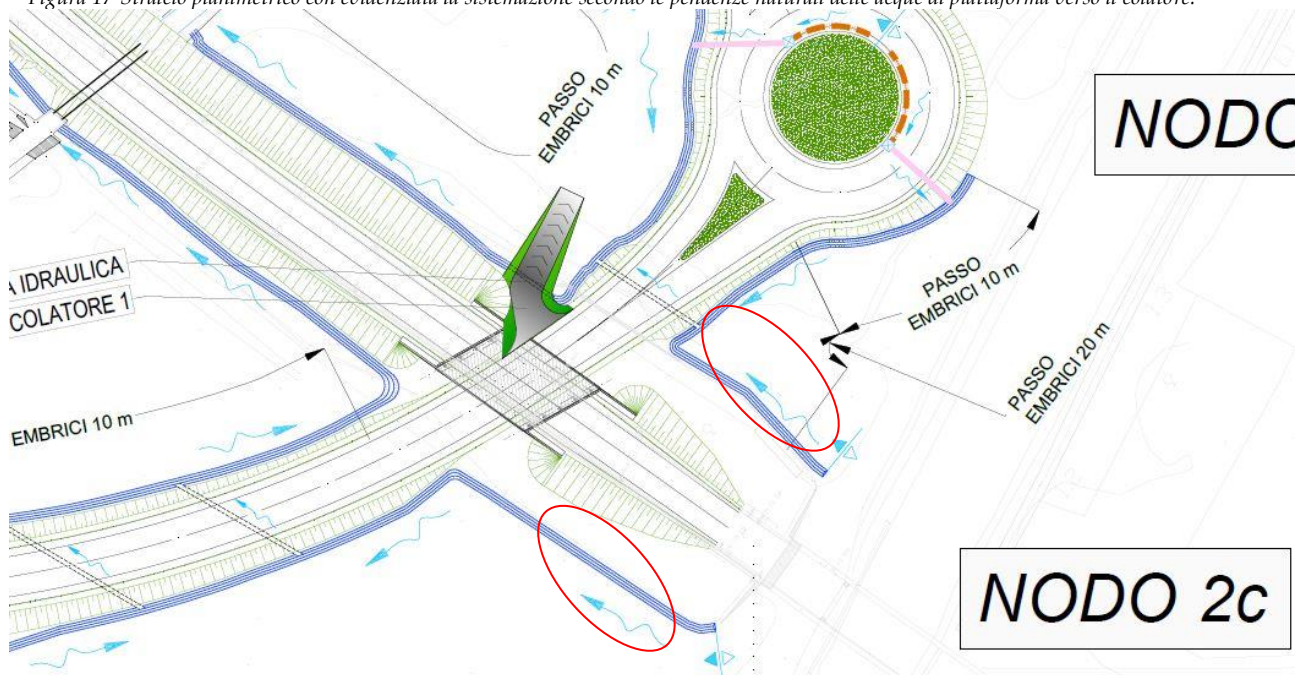 Figura 17 Stralcio planimetrico con evidenziata la sistemazione secondo le pendenze naturali delle acque di piattaforma verso il colatore.
PASSO
EMBRICI 10 m
NODO
A IDRAULICA
COLATORE 1
PASSO
EMBRICI 10 m
PASSO
EMBRICI 20 m
EMBRICI 10 m
NODO 2c